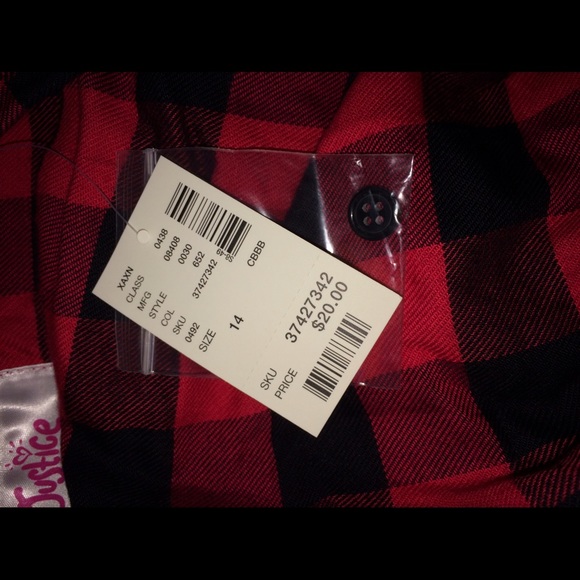 XAXN
CLASS 0438
MFG 08408
STYLE 0030
COL 652
SKU 37427342
0492
SIZE 14
CBBB
SKU 37427342
PRICE $20.00
Justice